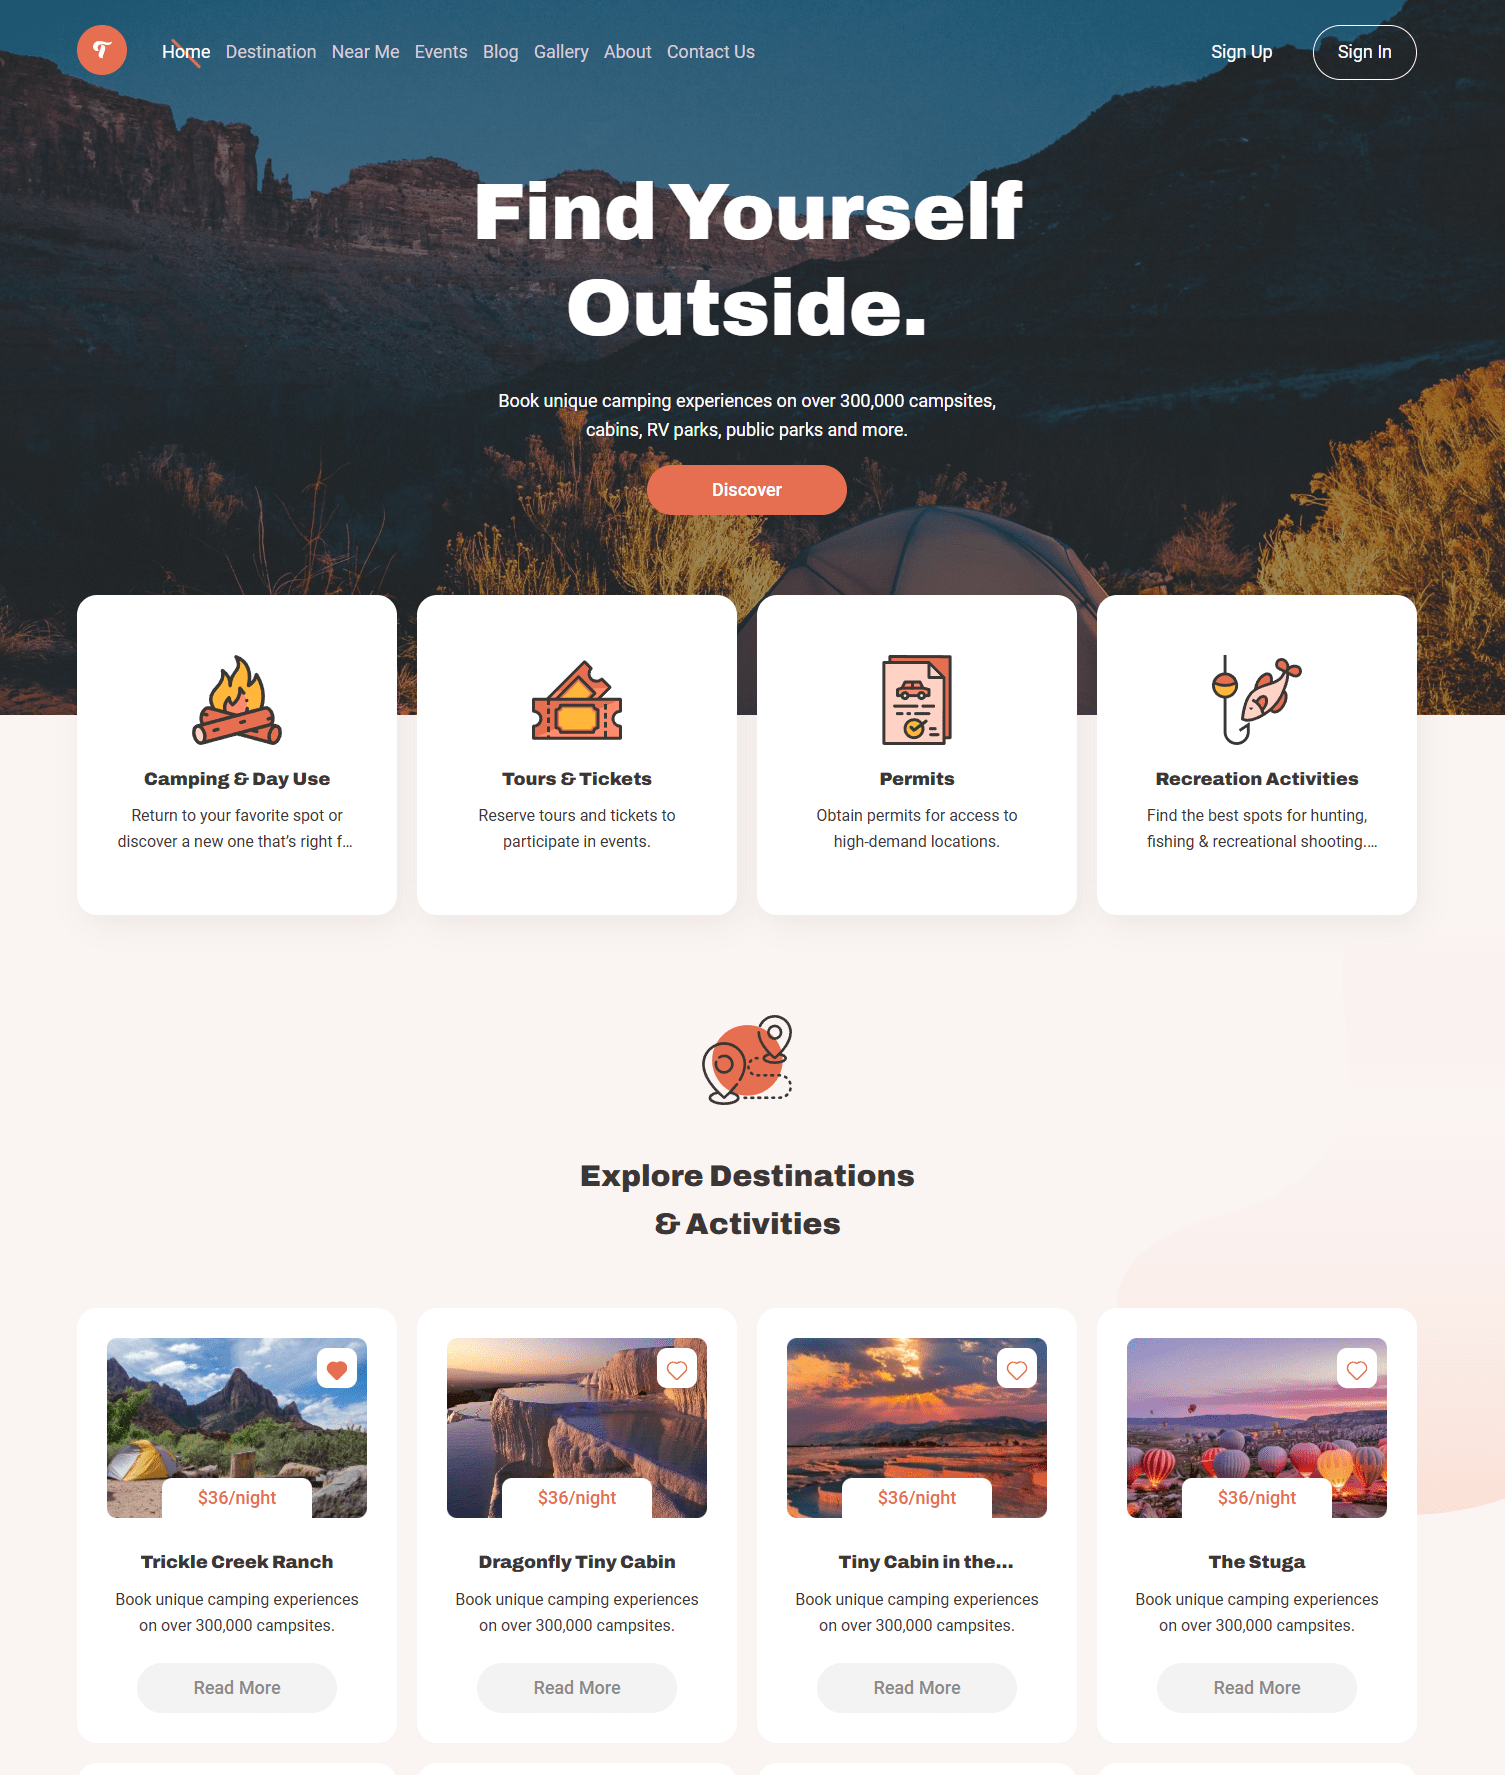 T
Home Destination Near Me Events Blog Gallery About Contact Us Sign Up Sign In
Find Yourself
Outside.
Book unique camping experiences on over 300,000 campsites,
cabins, RV parks, public parks and more.
Discover
Camping & Day Use
Return to your favorite spot or
discover a new one that’s right f...
Tours & Tickets
Reserve tours and tickets to
participate in events.
Permits
Obtain permits for access to
high-demand locations.
Recreation Activities
Find the best spots for hunting,
fishing & recreational shooting....
Explore Destinations
& Activities
$36/night
Trickle Creek Ranch
Book unique camping experiences
on over 300,000 campsites.
Read More
$36/night
Dragonfly Tiny Cabin
Book unique camping experiences
on over 300,000 campsites.
Read More
$36/night
Tiny Cabin in the...
Book unique camping experiences
on over 300,000 campsites.
Read More
$36/night
The Stuga
Book unique camping experiences
on over 300,000 campsites.
Read More